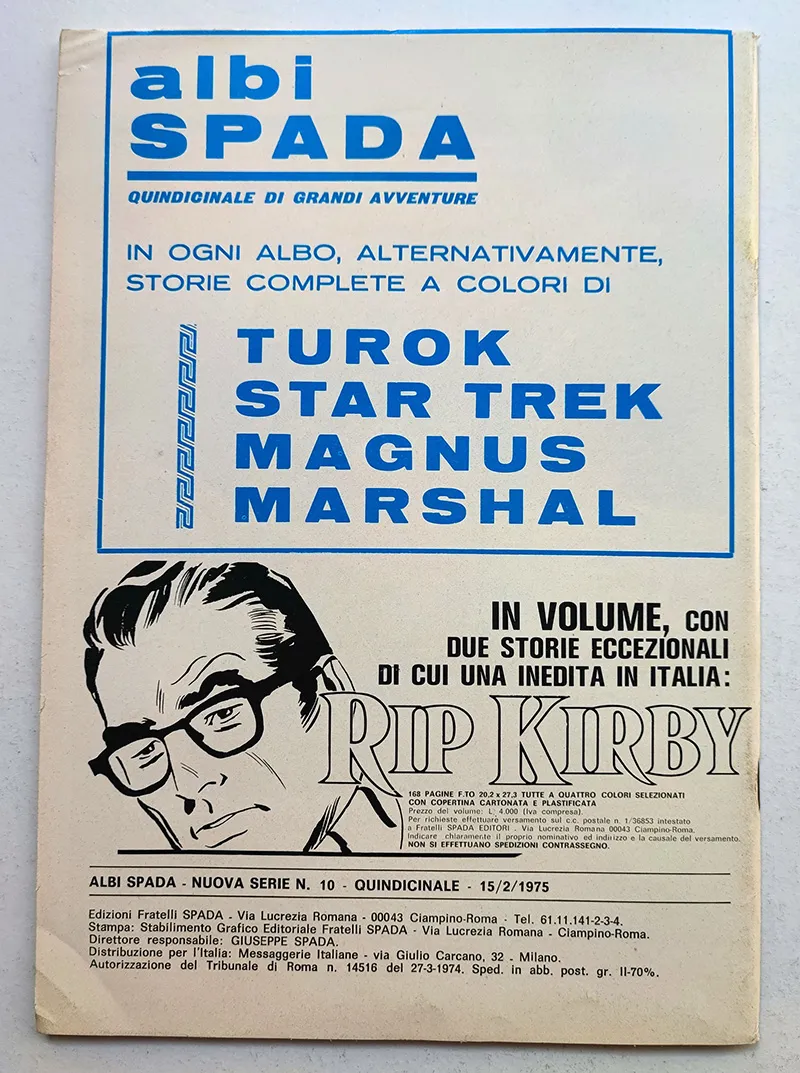 albi
SPADA
QUINDICINALE DI GRANDI AVVENTURE
IN OGNI ALBO, ALTERNATIVAMENTE,
STORIE COMPLETE A COLORI DI
TUROK
STAR TREK
MAGNUS
MARSHAL
IN VOLUME, CON
DUE STORIE ECCEZIONALI
DI CUI UNA INEDITA IN ITALIA:
RIP KIRBY
168 PAGINE F.TO 20,2 x 27,3 TUTTE A QUATTRO COLORI SELEZIONATI
CON COPERTINA CARTONATA E PLASTIFICATA
Prezzo del volume: L. 4.000 (Iva compresa).
Per richieste effettuare versamento sul c.c. postale n. 1/36853 intestato
a Fratelli SPADA EDITORI . Via Lucrezia Romana 00043 Ciampino-Roma.
Indicare chiaramente il proprio nominativo ed indirizzo e la causale del versamento.
NON SI EFFETTUANO SPEDIZIONI CONTRASSEGNO.
ALBI SPADA - NUOVA SERIE N. 10 - QUINDICINALE - 15/2/1975
Edizioni Fratelli SPADA - Via Lucrezia Romana - 00043 Ciampino-Roma - Tel. 61.11.141-2-3-4.
Stampa: Stabilimento Grafico Editoriale Fratelli SPADA - Via Lucrezia Romana - Ciampino-Roma.
Direttore responsabile: GIUSEPPE SPADA.
Distribuzione per l'Italia: Messaggerie Italiane - via Giulio Carcano, 32 - Milano.
Autorizzazione del Tribunale di Roma n. 14516 del 27-3-1974. Sped. in abb. post. gr. II-70%.